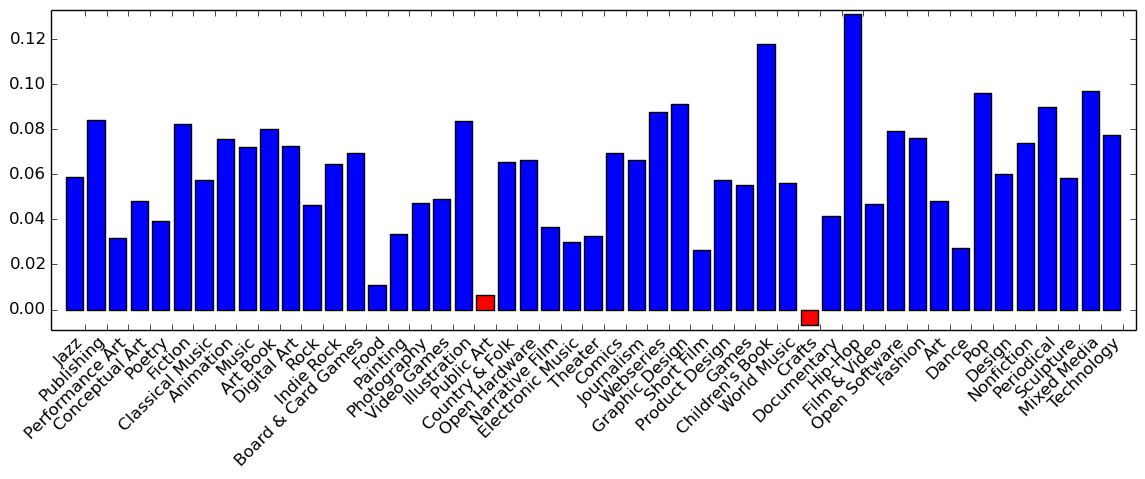 0.12
0.10
0.08
0.06
0.04
0.02
0.00
Jazz
Publishing
Performance Art
Conceptual Art
Poetry
Fiction
Classical Music
Animation
Music
Art Book
Digital Art
Rock
Indie Rock
Board & Card Games
Food
Painting
Photography
Video Games
Illustration
Public Art
Country & Folk
Open Hardware
Narrative Film
Electronic Music
Theater
Comics
Journalism
Webseries
Graphic Design
Short Film
Product Design
Games
Children's Book
World Music
Crafts
Documentary
Hip-Hop
Film & Video
Open Software
Fashion
Art
Dance
Pop
Design
Nonfiction
Periodical
Sculpture
Mixed Media
Technology